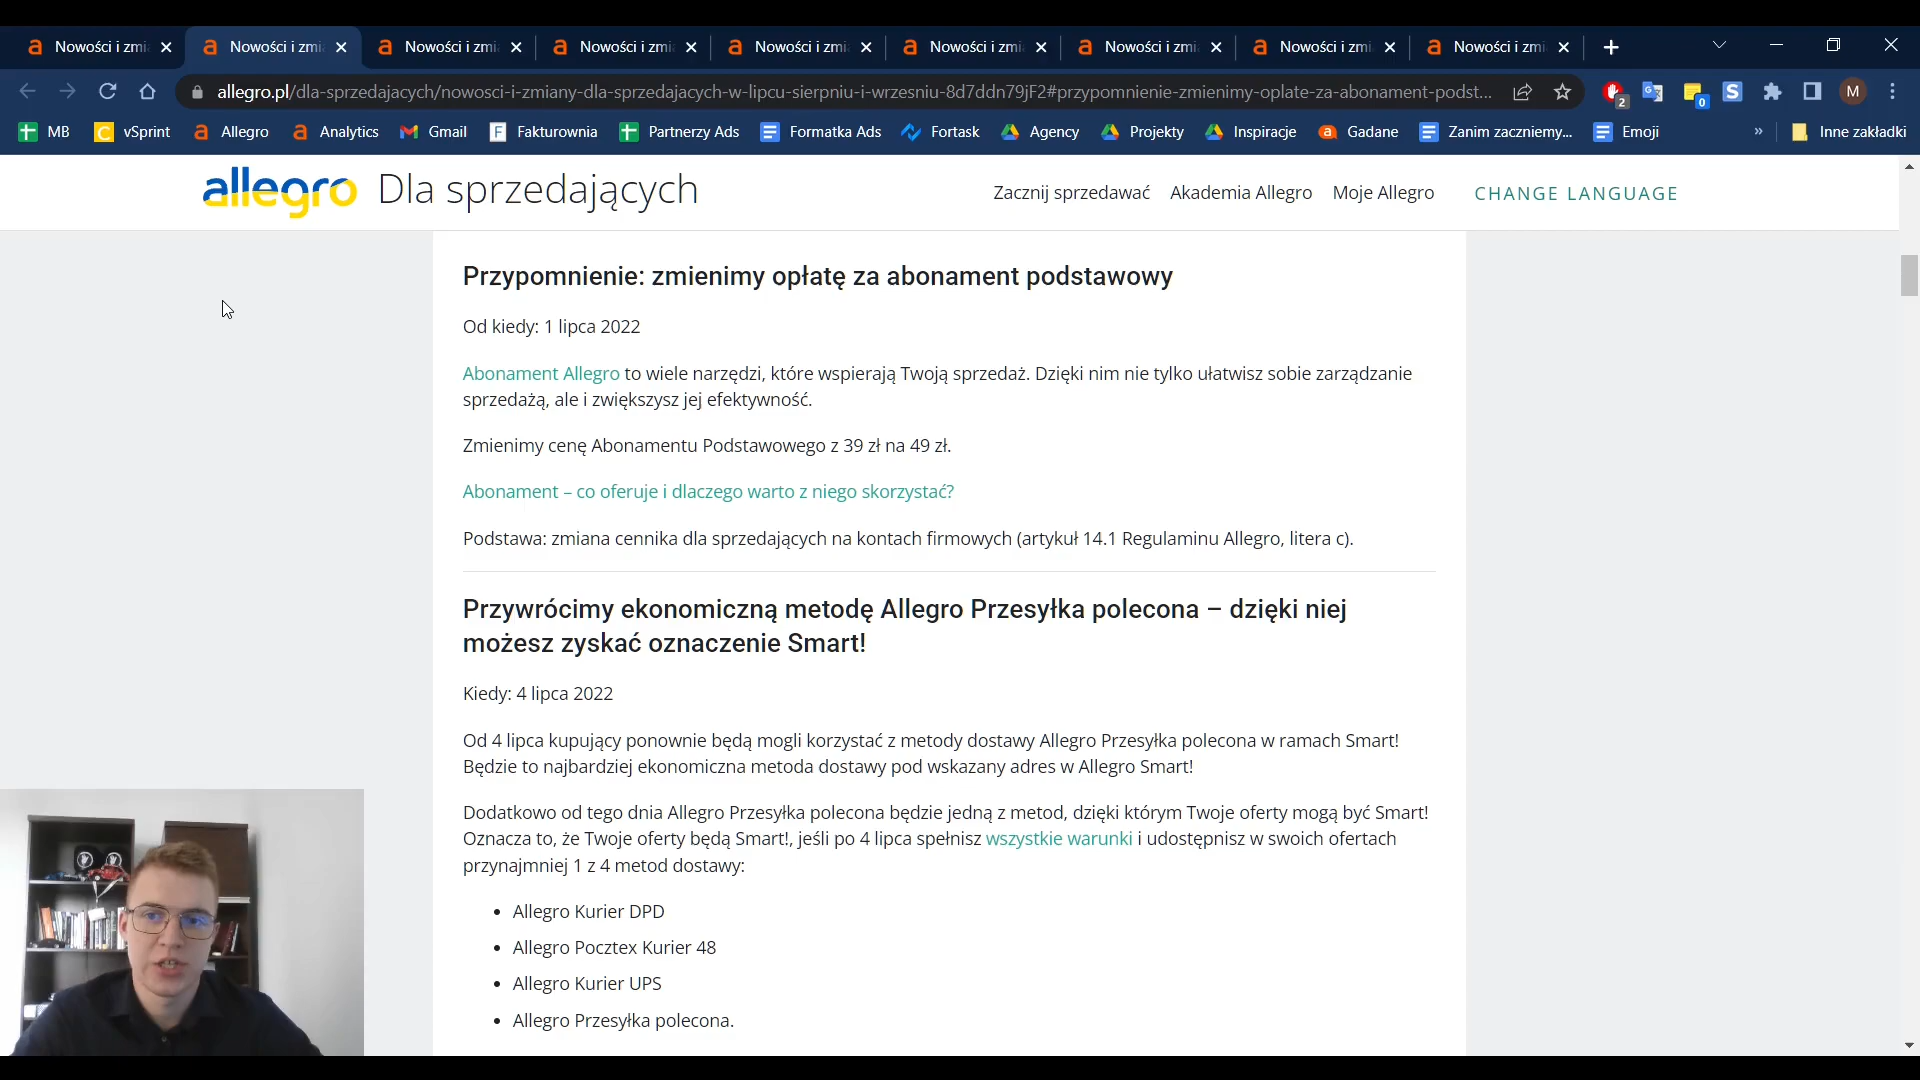 Nowości i zmi
Nowości i zmi
Nowości i zmi
Nowości i zmi
Nowości i zmi
Nowości i zmi
Nowości i zmi
Nowości i zmi
Nowości i zmi
allegro.pl/dla-sprzedajacych/nowosci-i-zmiany-dla-sprzedajacych-w-lipcu-sierpniu-i-wrzesniu-8d7ddn79jF2#przypomnienie-zmienimy-oplate-za-abonament-podst...
2
0
S
M
MB
vSprint
Allegro
Analytics
Gmail
Fakturownia
Partnerzy Ads
Formatka Ads
Fortask
Agency
Projekty
Inspiracje
Gadane
Zanim zaczniemy...
Emoji
»
Inne zakładki
allegro Dla sprzedających
Zacznij sprzedawać
Akademia Allegro
Moje Allegro
CHANGE LANGUAGE
Przypomnienie: zmienimy opłatę za abonament podstawowy
Od kiedy: 1 lipca 2022
Abonament Allegro to wiele narzędzi, które wspierają Twoją sprzedaż. Dzięki nim nie tylko ułatwisz sobie zarządzanie
sprzedażą, ale i zwiększysz jej efektywność.
Zmienimy cenę Abonamentu Podstawowego z 39 zł na 49 zł.
Abonament – co oferuje i dlaczego warto z niego skorzystać?
Podstawa: zmiana cennika dla sprzedających na kontach firmowych (artykuł 14.1 Regulaminu Allegro, litera c).
Przywrócimy ekonomiczną metodę Allegro Przesyłka polecona – dzięki niej
możesz zyskać oznaczenie Smart!
Kiedy: 4 lipca 2022
Od 4 lipca kupujący ponownie będą mogli korzystać z metody dostawy Allegro Przesyłka polecona w ramach Smart!
Będzie to najbardziej ekonomiczna metoda dostawy pod wskazany adres w Allegro Smart!
Dodatkowo od tego dnia Allegro Przesyłka polecona będzie jedną z metod, dzięki którym Twoje oferty mogą być Smart!
Oznacza to, że Twoje oferty będą Smart!, jeśli po 4 lipca spełnisz wszystkie warunki i udostępnisz w swoich ofertach
przynajmniej 1 z 4 metod dostawy:
• Allegro Kurier DPD
• Allegro Pocztex Kurier 48
• Allegro Kurier UPS
• Allegro Przesyłka polecona.